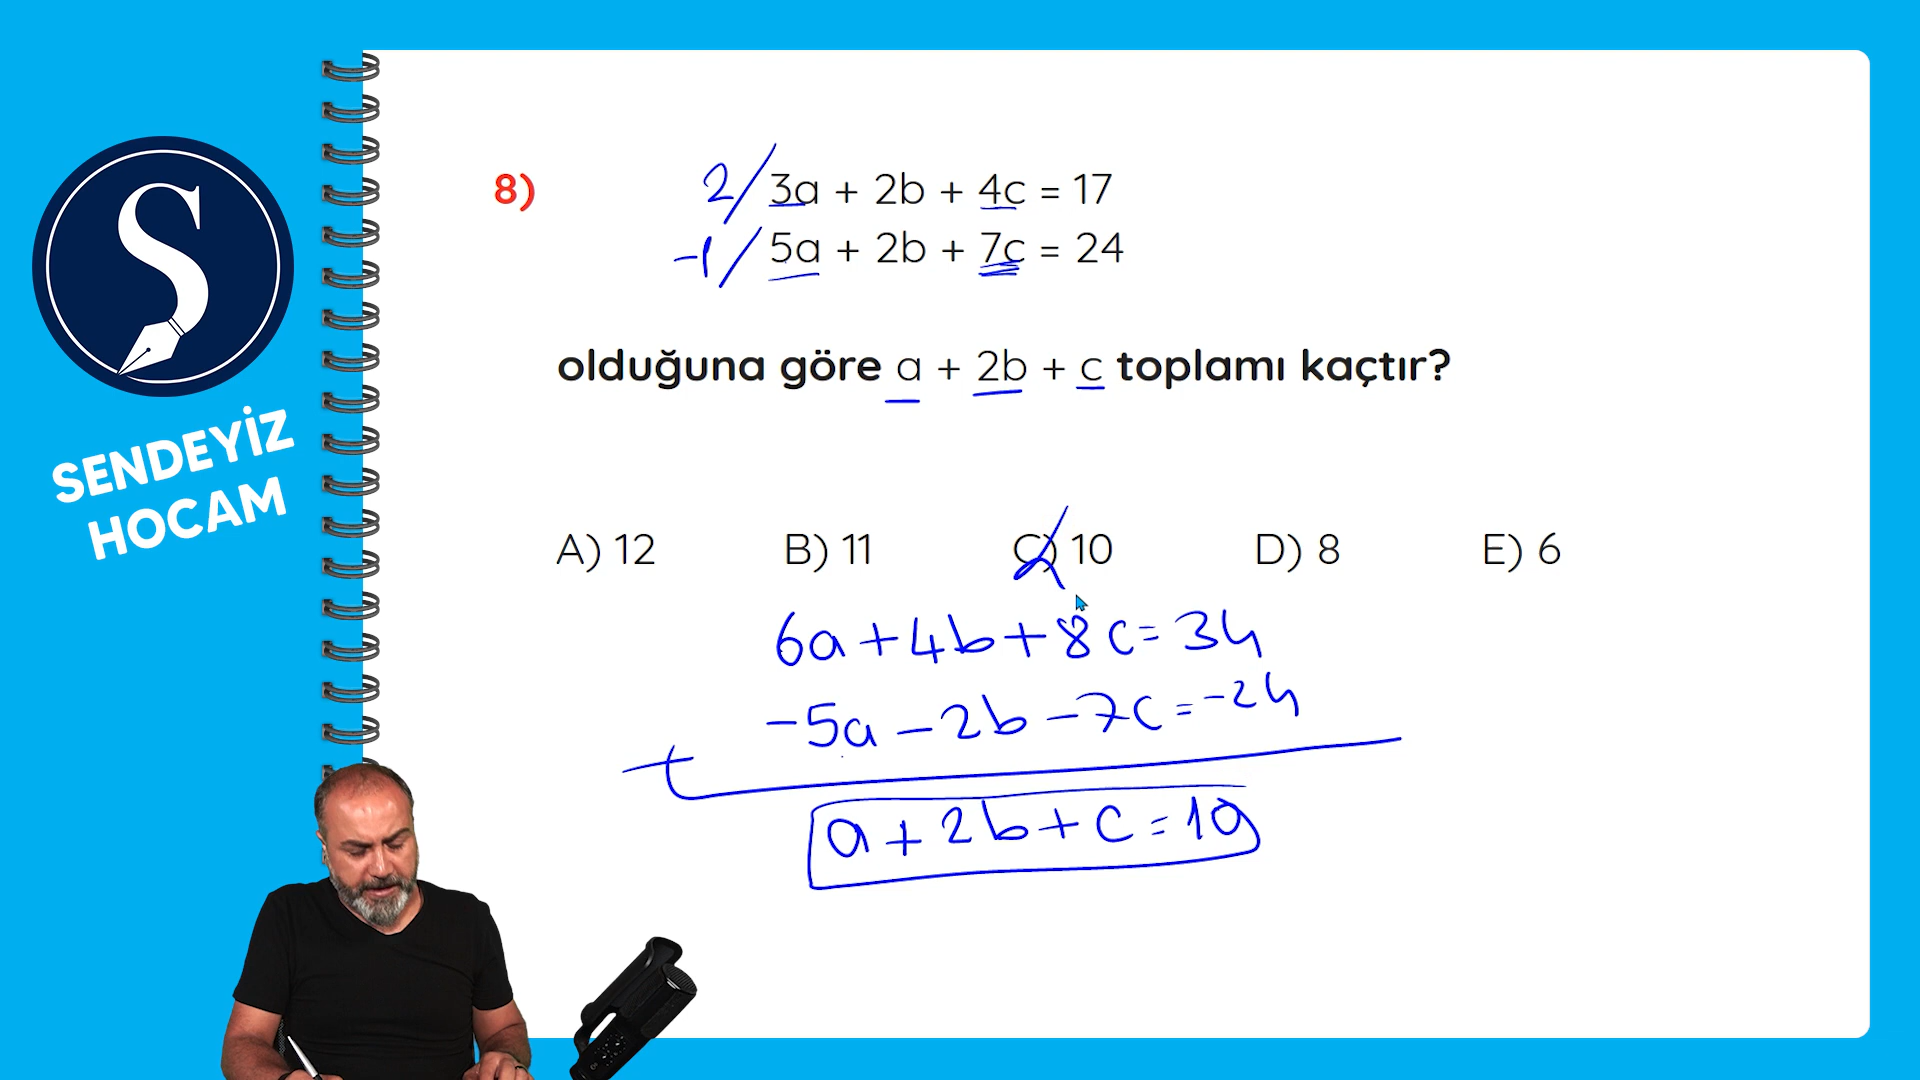 SENDEYİZ
HOCAM
8)
2/ 3a + 2b + 4c = 17
-1/ 5a + 2b + 7c = 24
olduğuna göre a + 2b + c toplamı kaçtır?
A) 12 B) 11 C) 10 D) 8 E) 6
6a + 4b + 8c = 34
-5a - 2b - 7c = -24
+
a + 2b + c = 10